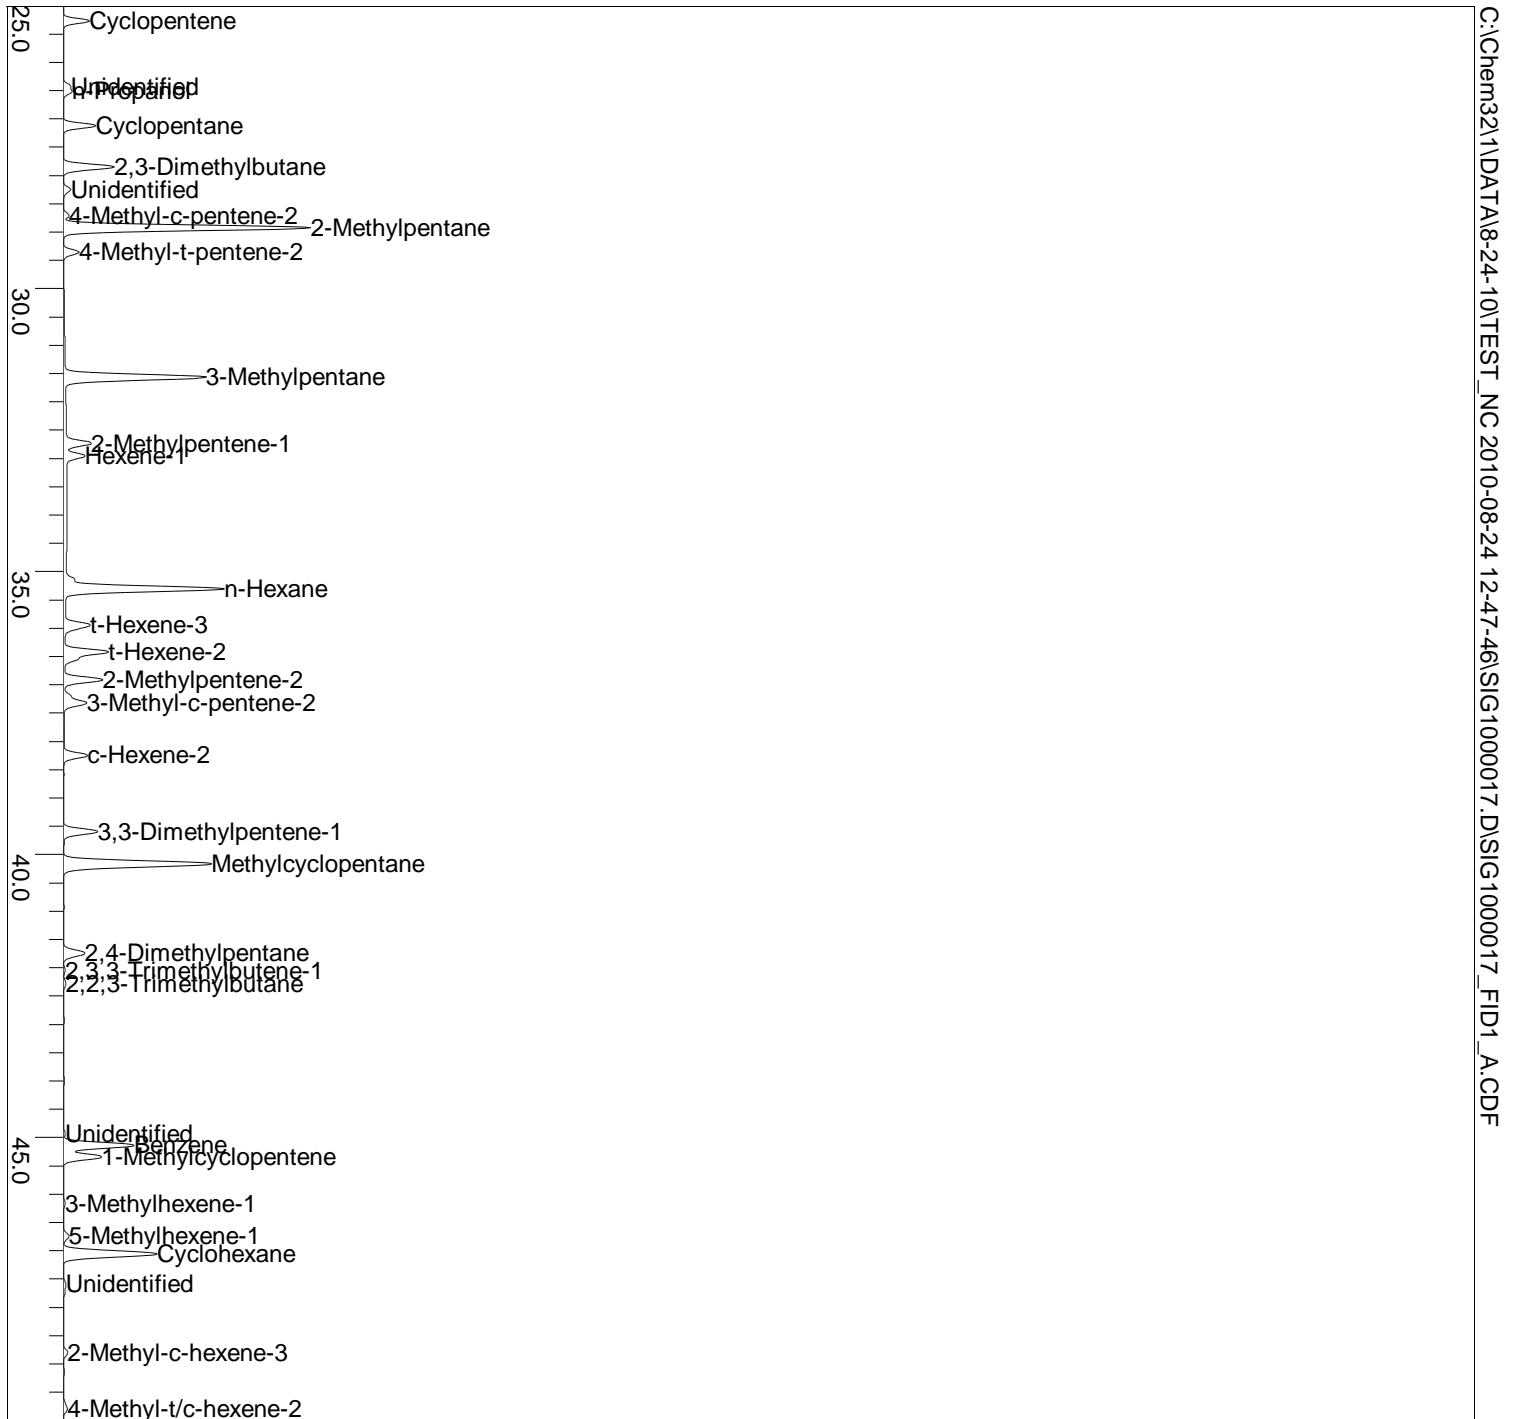 C:\Chem32\1\DATA\8-24-10\TEST_NC 2010-08-24 12-47-46\SIG1000017.D\SIG1000017_FID1_A.CDF
25.0
Cyclopentene
Unidentified
n-Propanol
Cyclopentane
2,3-Dimethylbutane
Unidentified
4-Methyl-c-pentene-2
2-Methylpentane
4-Methyl-t-pentene-2
30.0
3-Methylpentane
2-Methylpentene-1
Hexene-1
35.0
n-Hexane
t-Hexene-3
t-Hexene-2
2-Methylpentene-2
3-Methyl-c-pentene-2
c-Hexene-2
3,3-Dimethylpentene-1
40.0
Methylcyclopentane
2,4-Dimethylpentane
2,3,3-Trimethylbutene-1
2,2,3-Trimethylbutane
Unidentified
45.0
Benzene
1-Methylcyclopentene
3-Methylhexene-1
5-Methylhexene-1
Cyclohexane
Unidentified
2-Methyl-c-hexene-3
4-Methyl-t/c-hexene-2